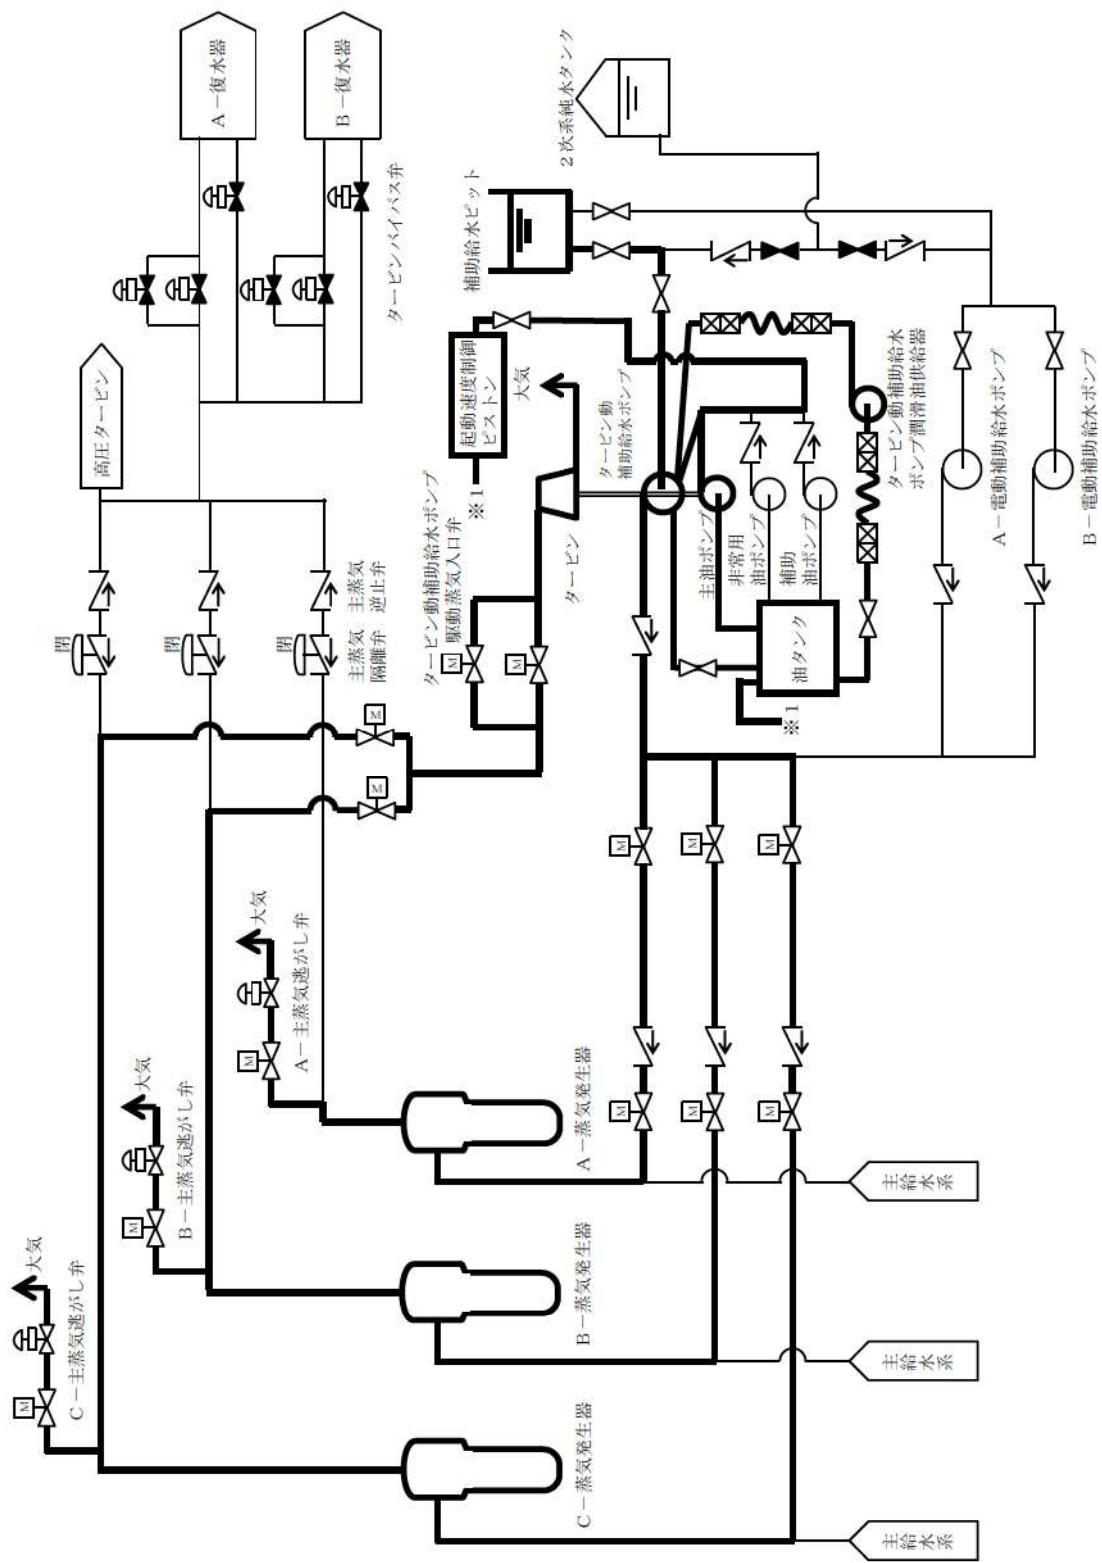 C－主蒸気逃がし弁
大気
M
B－主蒸気逃がし弁
大気
M
A－主蒸気逃がし弁
大気
M
C－蒸気発生器
B－蒸気発生器
A－蒸気発生器
主給水系
主給水系
主給水系
M
M
M
M
M
M
M
M
閉
閉
閉
主蒸気
隔離弁
主蒸気
逆止弁
高圧タービン
A－復水器
B－復水器
タービンバイパス弁
タービン動補助給水ポンプ
駆動蒸気入口弁
M
M
タービン
大気
※1
起動速度制御
ピストン
タービン動
補助給水ポンプ
主油ポンプ
非常用
油ポンプ
補助
油ポンプ
油タンク
※1
補助給水ピット
2次系純水タンク
タービン動補助給水
ポンプ潤滑油供給器
A－電動補助給水ポンプ
B－電動補助給水ポンプ